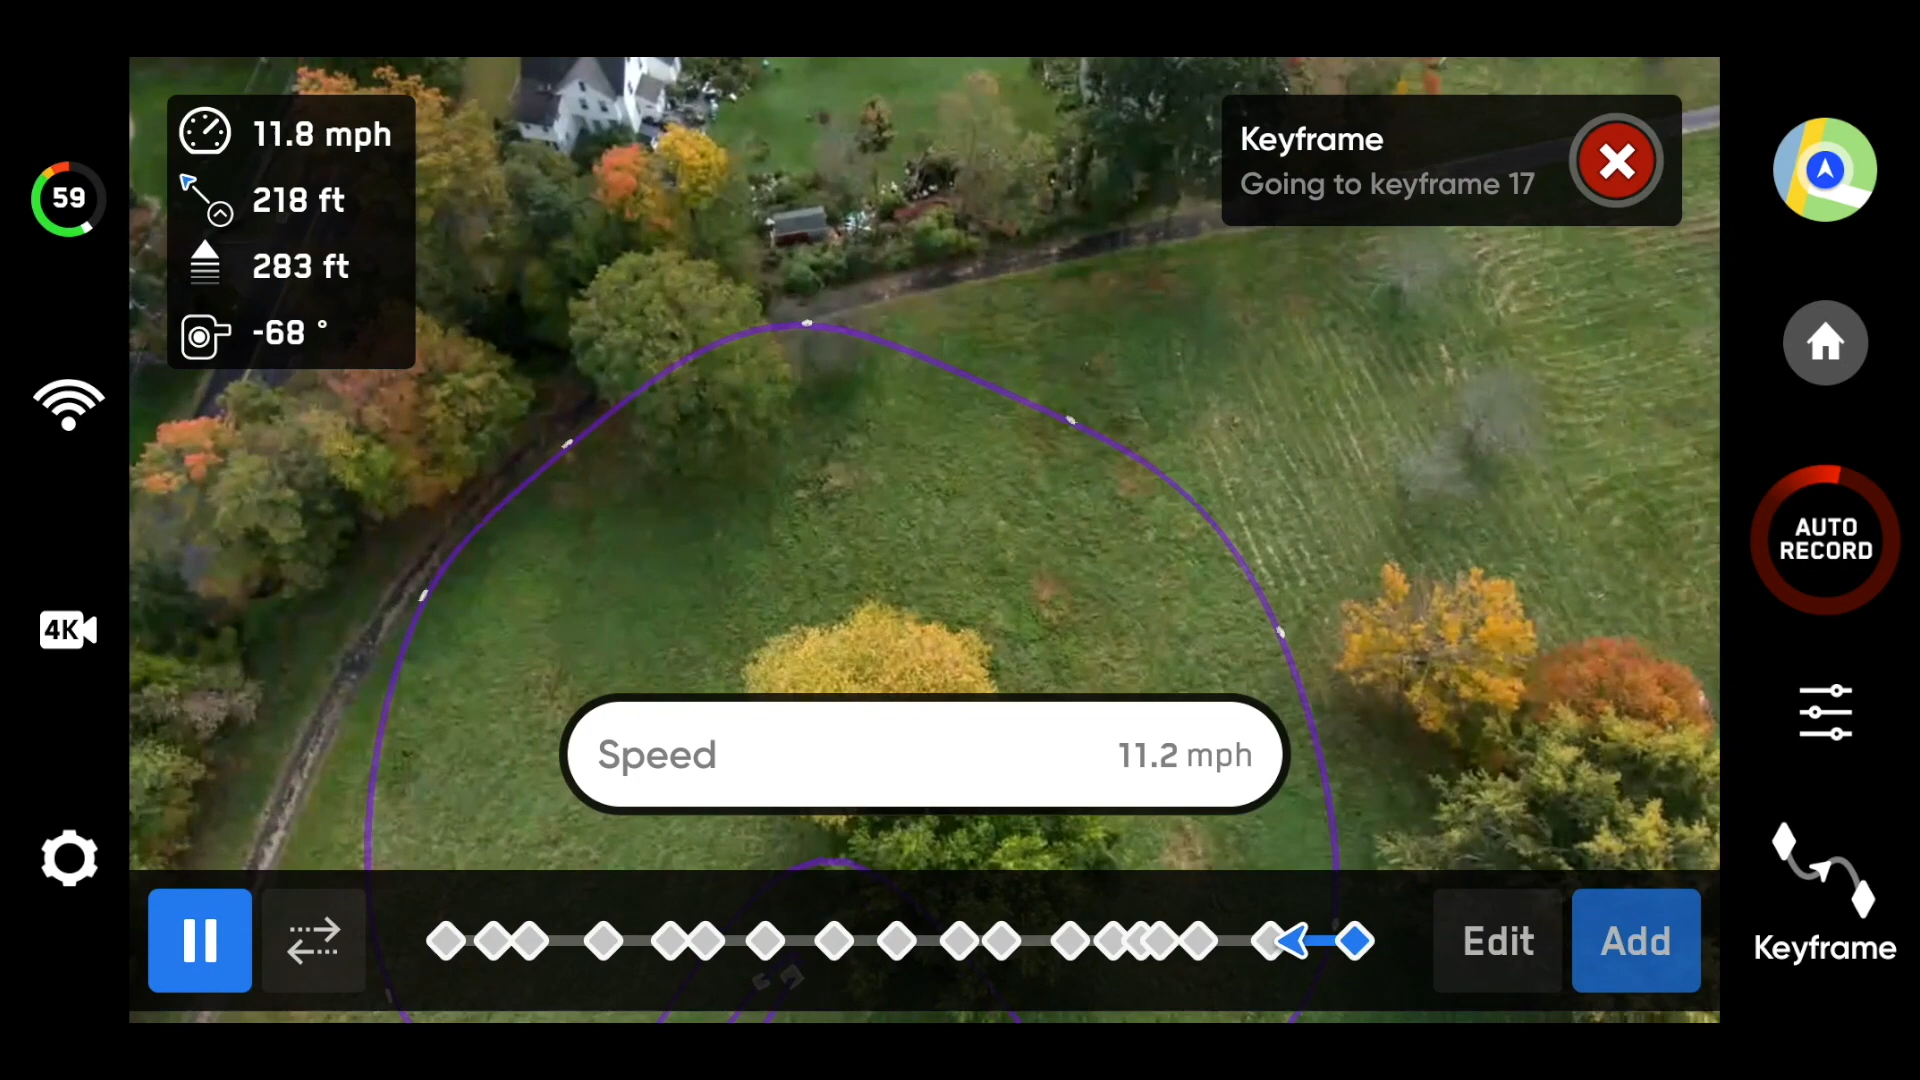 11.8 mph
218 ft
283 ft
-68 °
Keyframe
Going to keyframe 17
59
4K
AUTO
RECORD
Speed
11.2 mph
Edit
Add
Keyframe